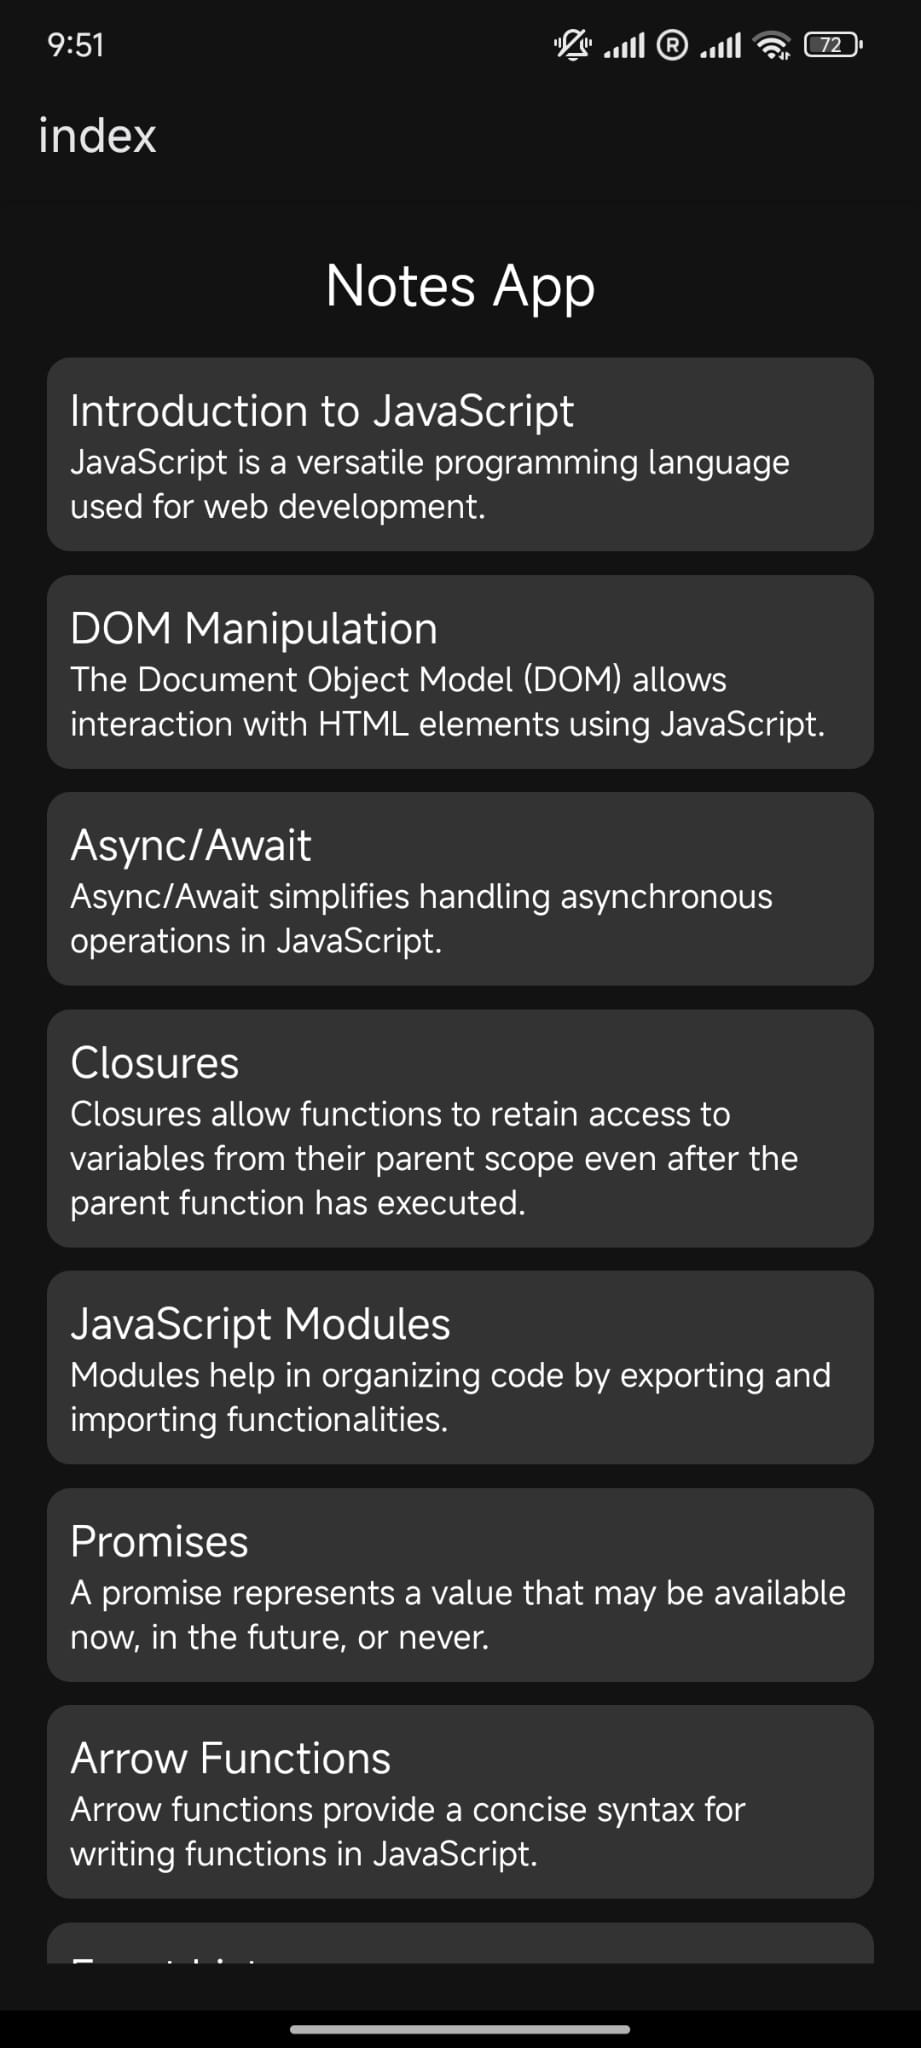 9:51
R
72
index
Notes App
Introduction to JavaScript
JavaScript is a versatile programming language
used for web development.
DOM Manipulation
The Document Object Model (DOM) allows
interaction with HTML elements using JavaScript.
Async/Await
Async/Await simplifies handling asynchronous
operations in JavaScript.
Closures
Closures allow functions to retain access to
variables from their parent scope even after the
parent function has executed.
JavaScript Modules
Modules help in organizing code by exporting and
importing functionalities.
Promises
A promise represents a value that may be available
now, in the future, or never.
Arrow Functions
Arrow functions provide a concise syntax for
writing functions in JavaScript.